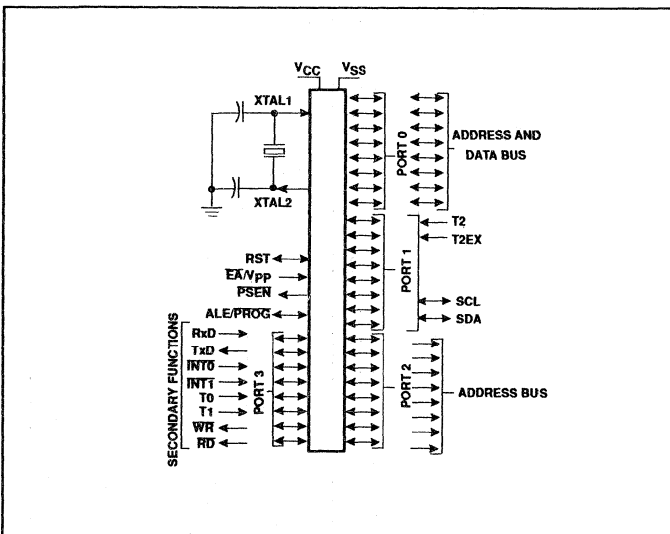 VCC VSS
XTAL1
XTAL2
PORT 0
ADDRESS AND
DATA BUS
PORT 1
T2
T2EX
SCL
SDA
RST
EA/VPP
PSEN
ALE/PROG
SECONDARY FUNCTIONS
RxD
TxD
INT0
INT1
T0
T1
WR
RD
PORT 3
PORT 2
ADDRESS BUS